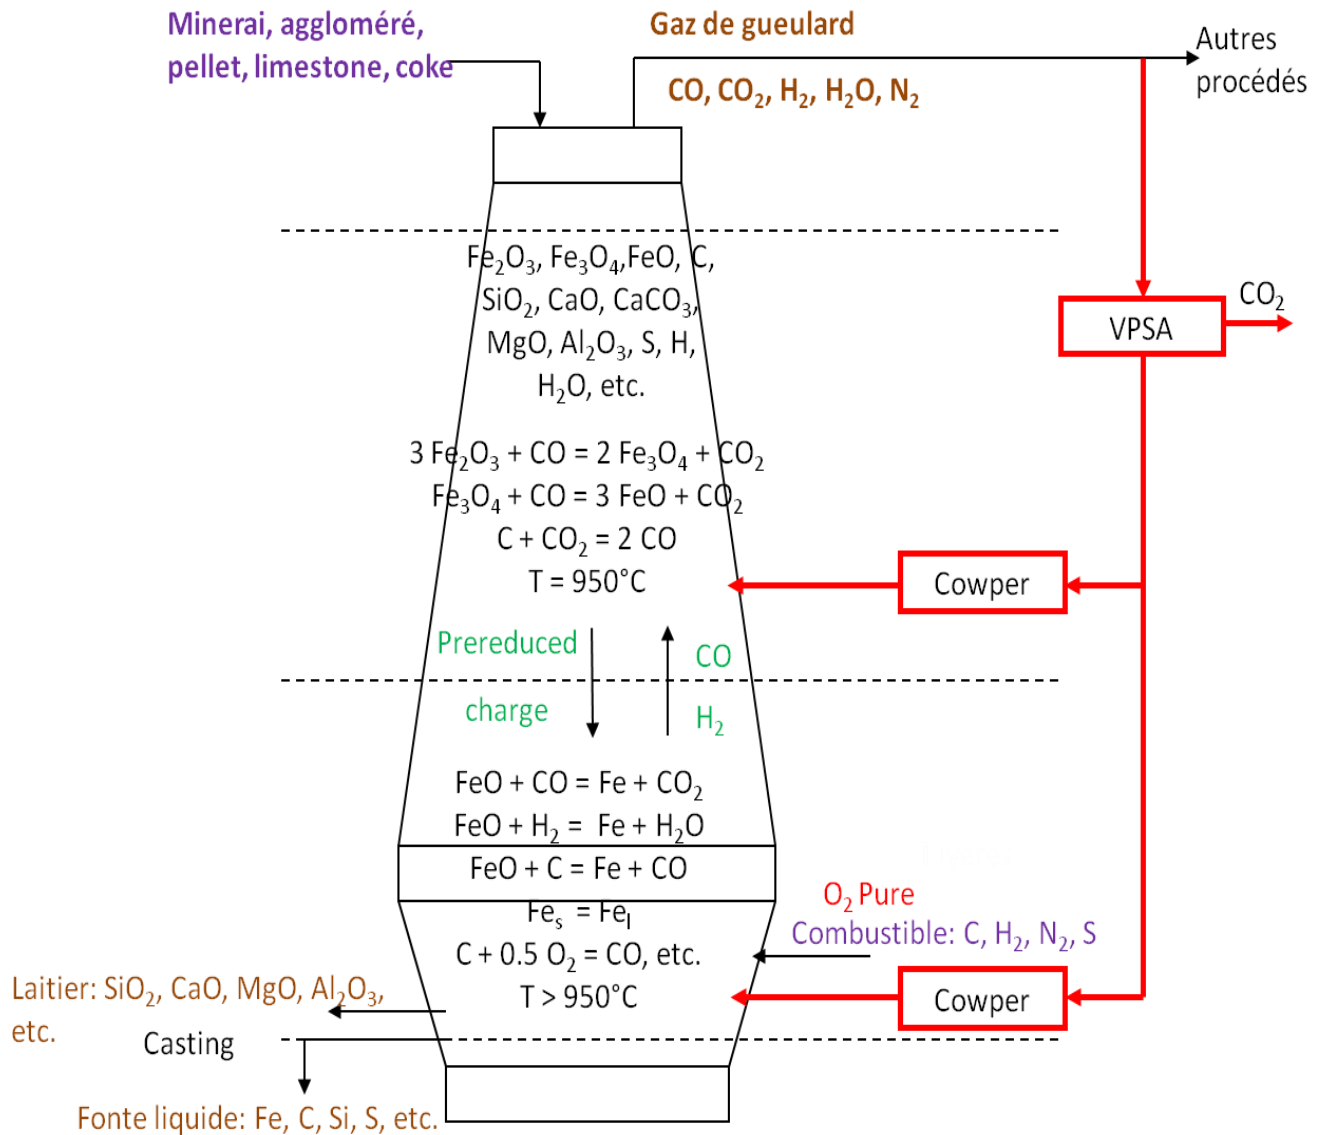 Minerai, aggloméré,
pellet, limestone, coke
Gaz de gueulard
CO, CO₂, H₂, H₂O, N₂
Autres
procédés
Fe₂O₃, Fe₃O₄,FeO, C,
SiO₂, CaO, CaCO₃,
MgO, Al₂O₃, S, H,
H₂O, etc.
VPSA
CO₂
3 Fe₂O₃ + CO = 2 Fe₃O₄ + CO₂
Fe₃O₄ + CO = 3 FeO + CO₂
C + CO₂ = 2 CO
T = 950°C
Cowper
Prereduced
charge
CO
H₂
FeO + CO = Fe + CO₂
FeO + H₂ = Fe + H₂O
FeO + C = Fe + CO
Feₛ = Feₗ
C + 0.5 O₂ = CO, etc.
T > 950°C
O₂ Pure
Combustible: C, H₂, N₂, S
Cowper
Laitier: SiO₂, CaO, MgO, Al₂O₃,
etc.
Casting
Fonte liquide: Fe, C, Si, S, etc.